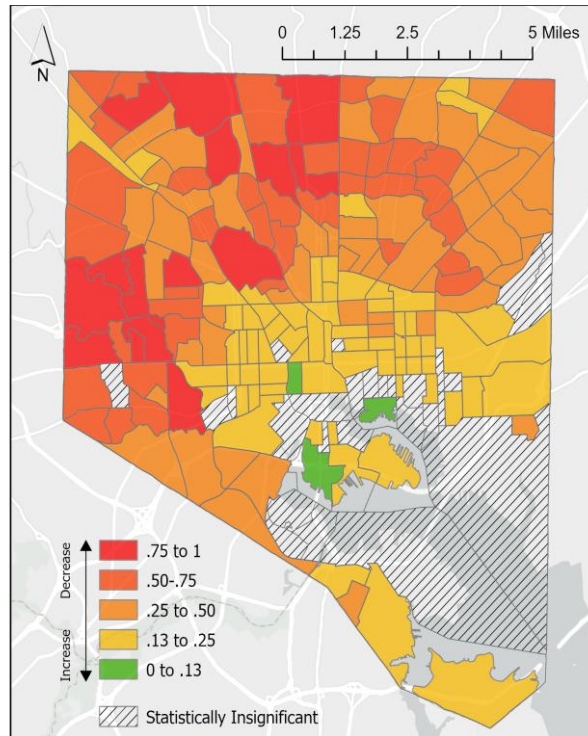 0 1.25 2.5 5 Miles
N
Decrease
Increase
.75 to 1
.50-.75
.25 to .50
.13 to .25
0 to .13
Statistically Insignificant